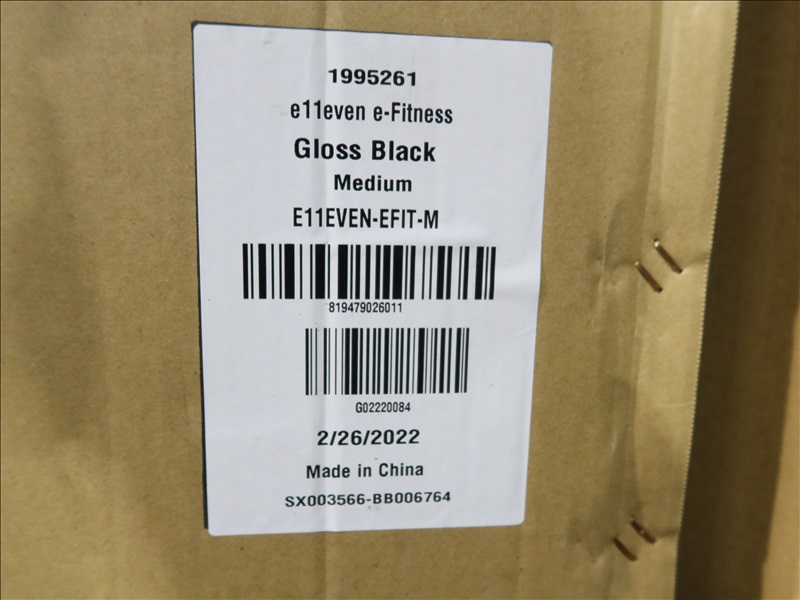 1995261
e11even e-Fitness
Gloss Black
Medium
E11EVEN-EFIT-M
819479026011
G02220084
2/26/2022
Made in China
SX003566-BB006764